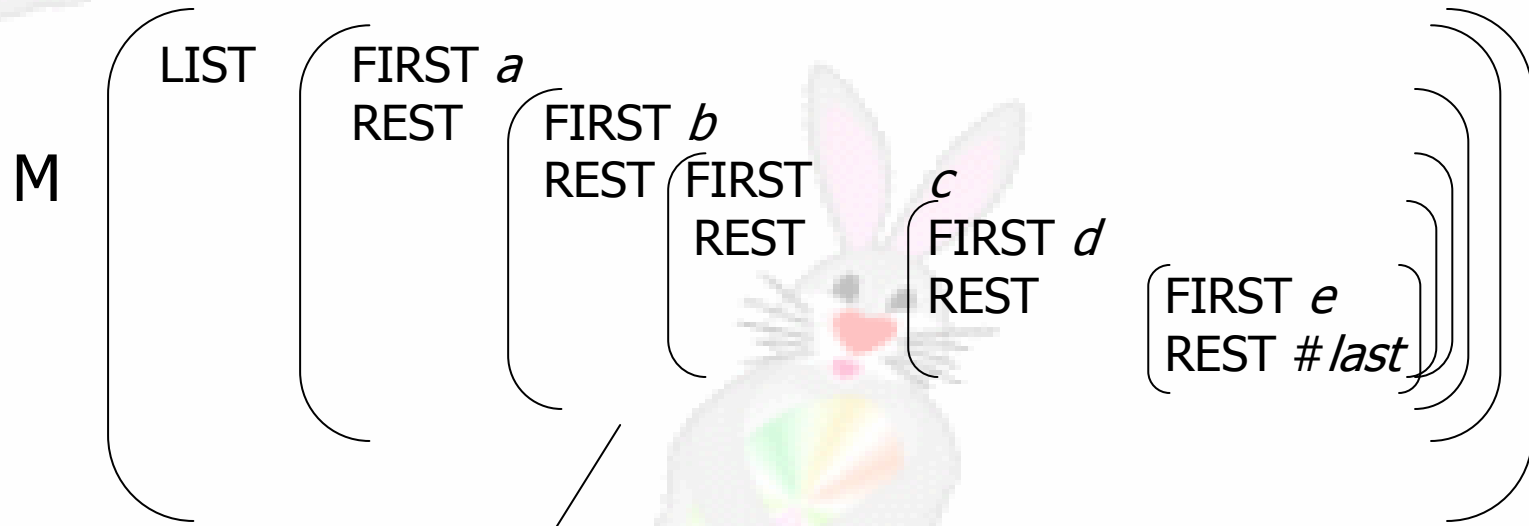 LIST FIRST a
REST FIRST b
M REST FIRST c
REST FIRST d
REST FIRST e
REST #last